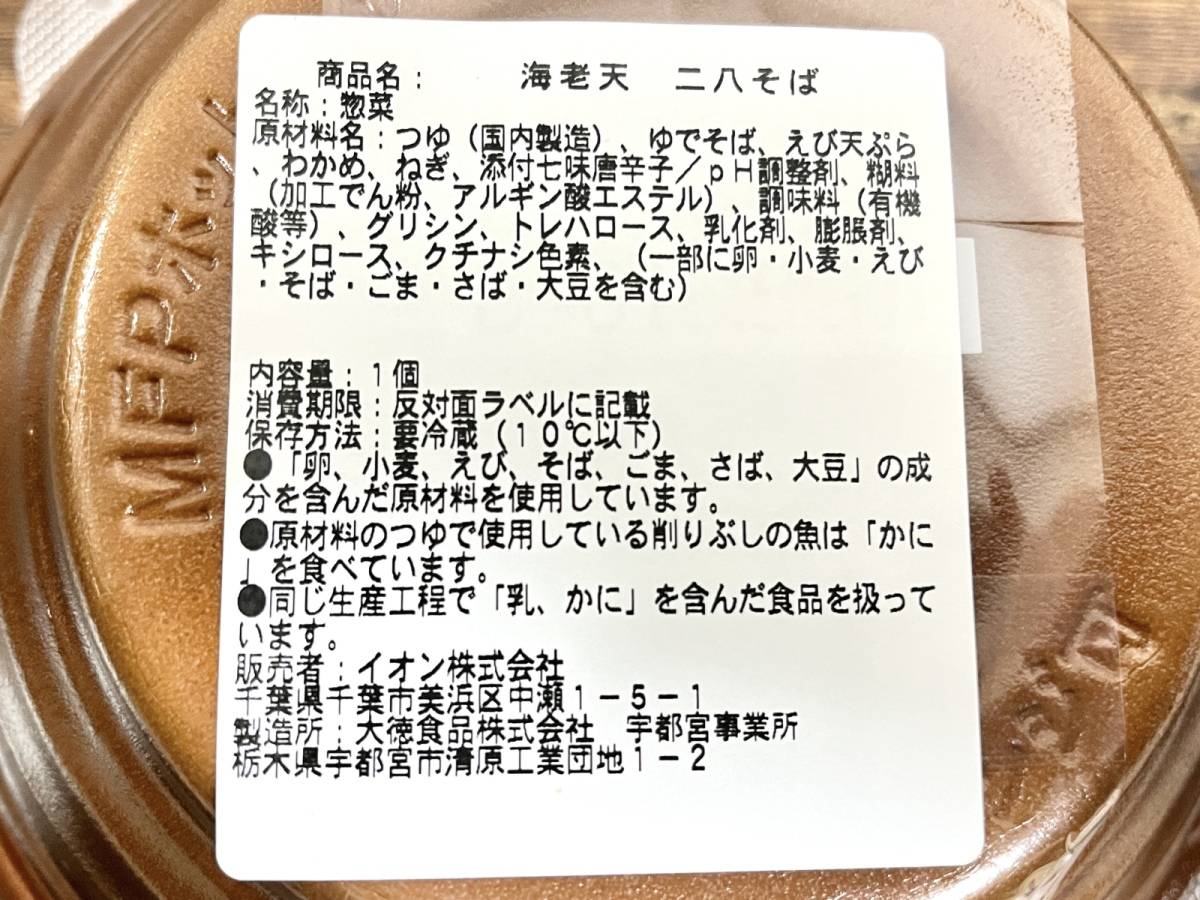 商品名：　海老天　二八そば
名称：惣菜
原材料名：つゆ（国内製造）、ゆでそば、えび天ぷら
、わかめ、ねぎ、添付七味唐辛子／ｐＨ調整剤、糊料
（加工でん粉、アルギン酸エステル）、調味料（有機
酸等）、グリシン、トレハロース、乳化剤、膨脹剤、
キシロース、クチナシ色素、（一部に卵・小麦・えび
・そば・ごま・さば・大豆を含む）
内容量：１個
消費期限：反対面ラベルに記載
保存方法：要冷蔵（１０℃以下）
●「卵、小麦、えび、そば、ごま、さば、大豆」の成
分を含んだ原材料を使用しています。
●原材料のつゆで使用している削りぶしの魚は「かに
」を食べています。
●同じ生産工程で「乳、かに」を含んだ食品を扱って
います。
販売者：イオン株式会社
千葉県千葉市美浜区中瀬１－５－１
製造所：大徳食品株式会社　宇都宮事業所
栃木県宇都宮市清原工業団地１－２
MFPホット